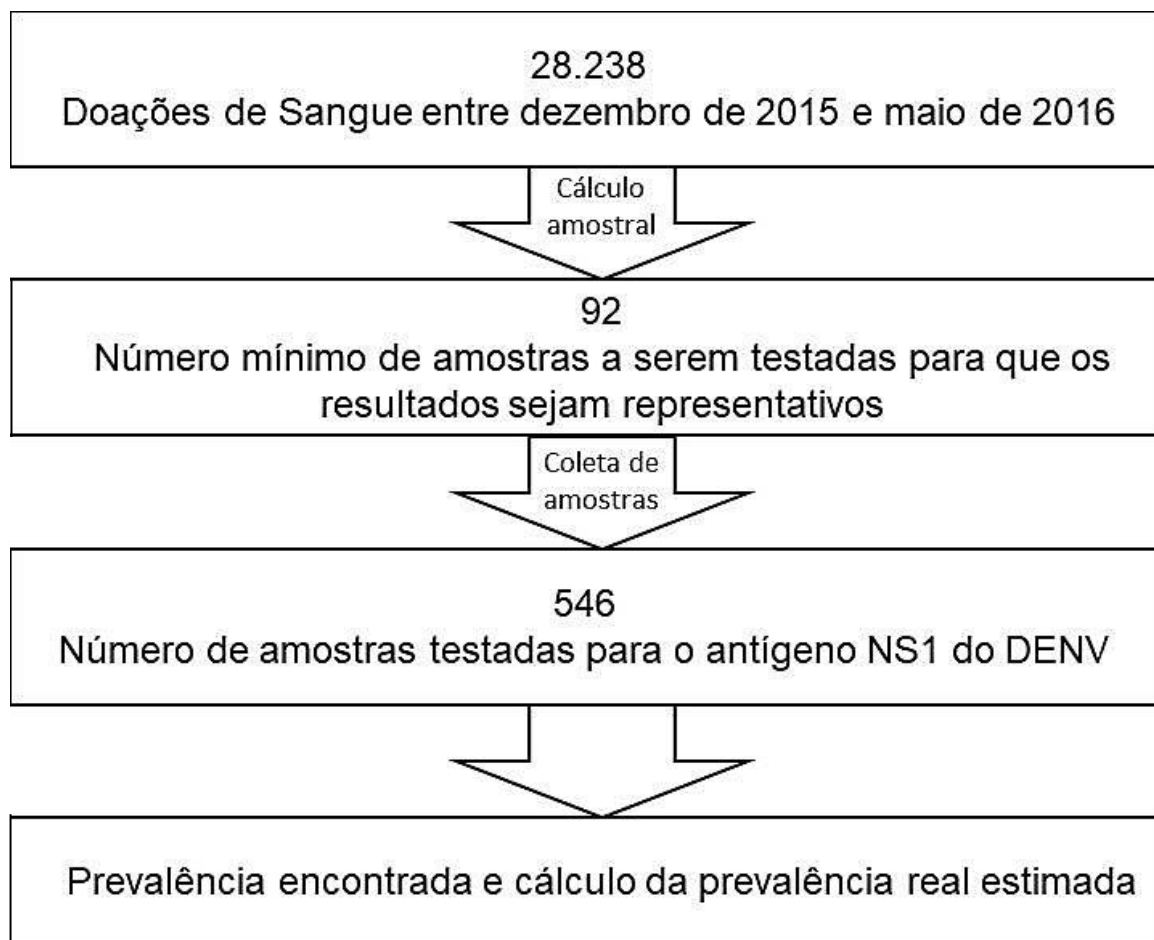 28.238
Doações de Sangue entre dezembro de 2015 e maio de 2016
Cálculo
amostral
92
Número mínimo de amostras a serem testadas para que os
resultados sejam representativos
Coleta de
amostras
546
Número de amostras testadas para o antígeno NS1 do DENV
Prevalência encontrada e cálculo da prevalência real estimada